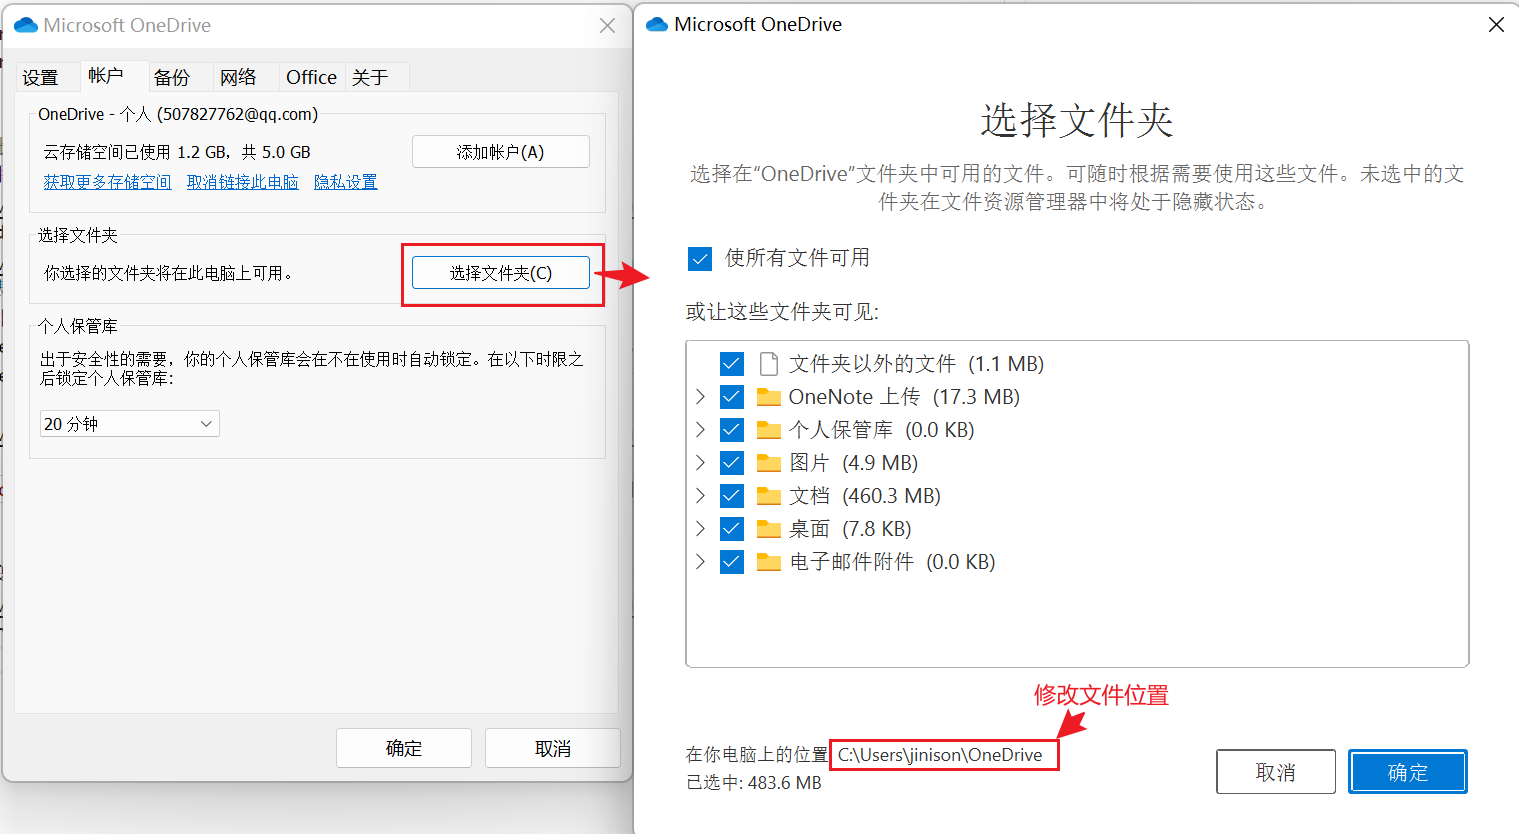 Microsoft OneDrive
设置 帐户 备份 网络 Office 关于
OneDrive - 个人 (507827762@qq.com)
云存储空间已使用 1.2 GB，共 5.0 GB
添加帐户(A)
获取更多存储空间 取消链接此电脑 隐私设置
选择文件夹
你选择的文件夹将在此电脑上可用。
选择文件夹(C)
个人保管库
出于安全性的需要，你的个人保管库会在不在使用时自动锁定。在以下时限之
后锁定个人保管库：
20 分钟
确定
取消
Microsoft OneDrive
选择文件夹
选择在“OneDrive”文件夹中可用的文件。可随时根据需要使用这些文件。未选中的文
件夹在文件资源管理器中将处于隐藏状态。
使所有文件可用
或让这些文件夹可见:
文件夹以外的文件 (1.1 MB)
OneNote 上传 (17.3 MB)
个人保管库 (0.0 KB)
图片 (4.9 MB)
文档 (460.3 MB)
桌面 (7.8 KB)
电子邮件附件 (0.0 KB)
修改文件位置
在你电脑上的位置 C:\Users\jinison\OneDrive
已选中: 483.6 MB
取消
确定